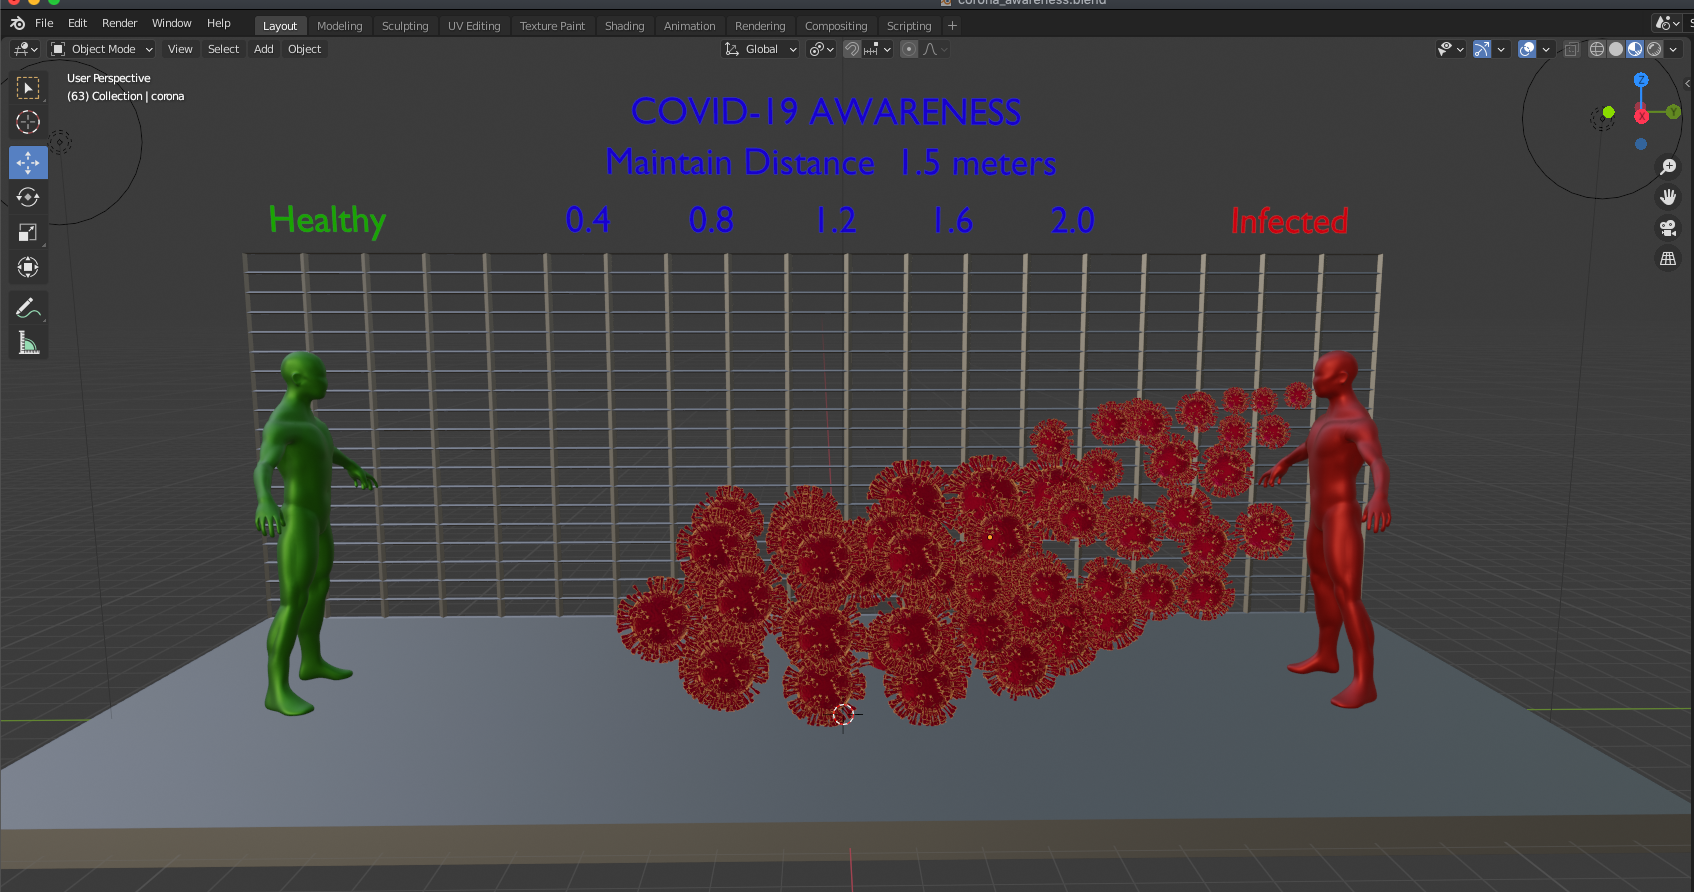 corona_awareness.blend
File Edit Render Window Help Layout Modeling Sculpting UV Editing Texture Paint Shading Animation Rendering Compositing Scripting +
Object Mode View Select Add Object Global
User Perspective
(63) Collection | corona
COVID-19 AWARENESS
Maintain Distance 1.5 meters
Healthy 0.4 0.8 1.2 1.6 2.0 Infected
Z
Y
X